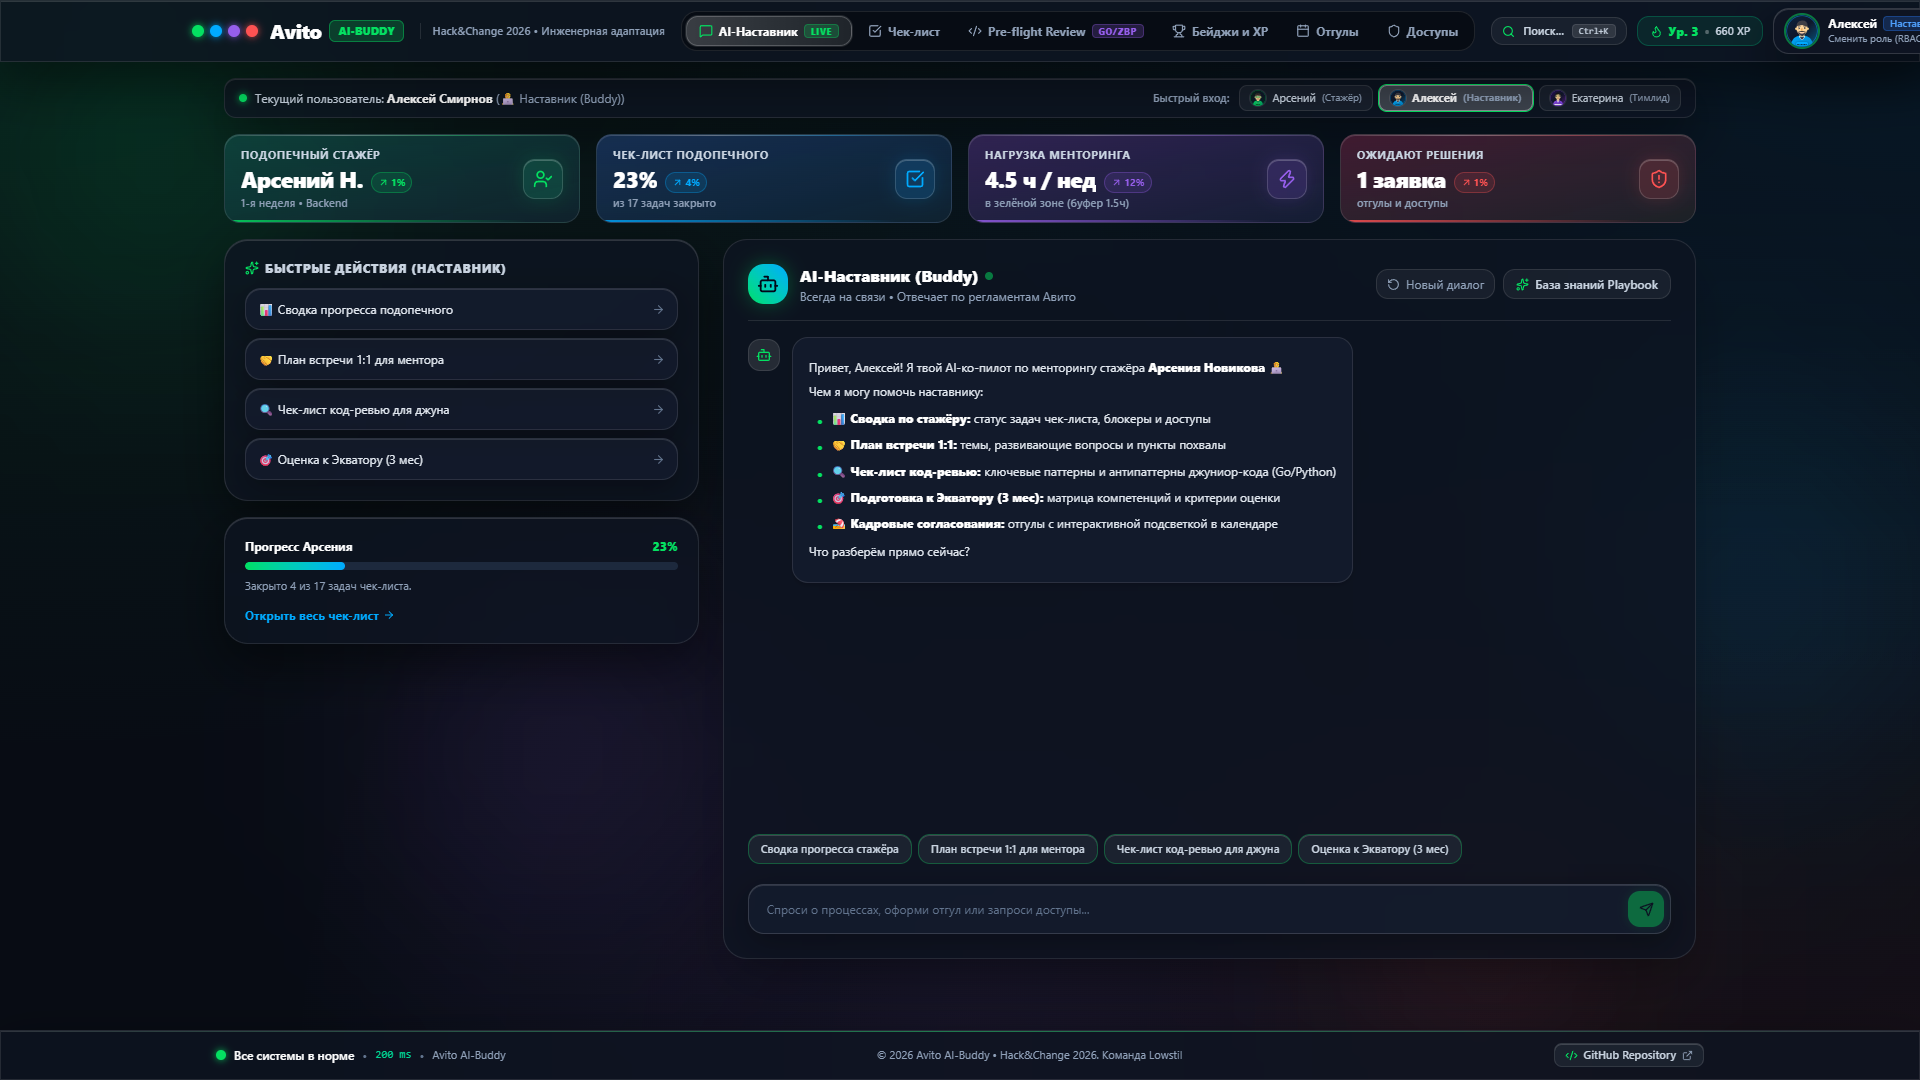 Avito AI-BUDDY Hack&Change 2026 • Инженерная адаптация AI-Наставник LIVE Чек-лист Pre-flight Review GO/ZBP Бейджи и XP Отгулы Доступы Поиск... Ctrl+K Ур. 3 • 660 XP Алексей
Сменить роль
Текущий пользователь: Алексей Смирнов (🧑‍💻 Наставник (Buddy)) Быстрый вход: Арсений (Стажёр) Алексей (Наставник) Екатерина (Тимлид)
ПОДОПЕЧНЫЙ СТАЖЁР
Арсений Н. ↗ 1%
1-я неделя • Backend
ЧЕК-ЛИСТ ПОДОПЕЧНОГО
23% ↗ 4%
из 17 задач закрыто
НАГРУЗКА МЕНТОРИНГА
4.5 ч / нед ↗ 12%
в зелёной зоне (буфер 1.5ч)
ОЖИДАЮТ РЕШЕНИЯ
1 заявка ↗ 1%
отгулы и доступы
БЫСТРЫЕ ДЕЙСТВИЯ (НАСТАВНИК)
📊 Сводка прогресса подопечного →
🤝 План встречи 1:1 для ментора →
🔍 Чек-лист код-ревью для джуна →
🎯 Оценка к Экватору (3 мес) →
Прогресс Арсения 23%
Закрыто 4 из 17 задач чек-листа.
Открыть весь чек-лист →
AI-Наставник (Buddy)
Всегда на связи • Отвечает по регламентам Авито
Новый диалог База знаний Playbook
Привет, Алексей! Я твой AI-ко-пилот по менторингу стажёра Арсения Новикова 🧑‍💻
Чем я могу помочь наставнику:
• 📊 Сводка по стажёру: статус задач чек-листа, блокеры и доступы
• 🤝 План встречи 1:1: темы, развивающие вопросы и пункты похвалы
• 🔍 Чек-лист код-ревью: ключевые паттерны и антипаттерны джуниор-кода (Go/Python)
• 🎯 Подготовка к Экватору (3 мес): матрица компетенций и критерии оценки
• 🏖 Кадровые согласования: отгулы с интерактивной подсветкой в календаре
Что разберём прямо сейчас?
Сводка прогресса стажёра План встречи 1:1 для ментора Чек-лист код-ревью для джуна Оценка к Экватору (3 мес)
Спроси о процессах, оформи отгул или запроси доступы...
Все системы в норме • 200 ms • Avito AI-Buddy © 2026 Avito AI-Buddy • Hack&Change 2026. Команда Lowstil GitHub Repository